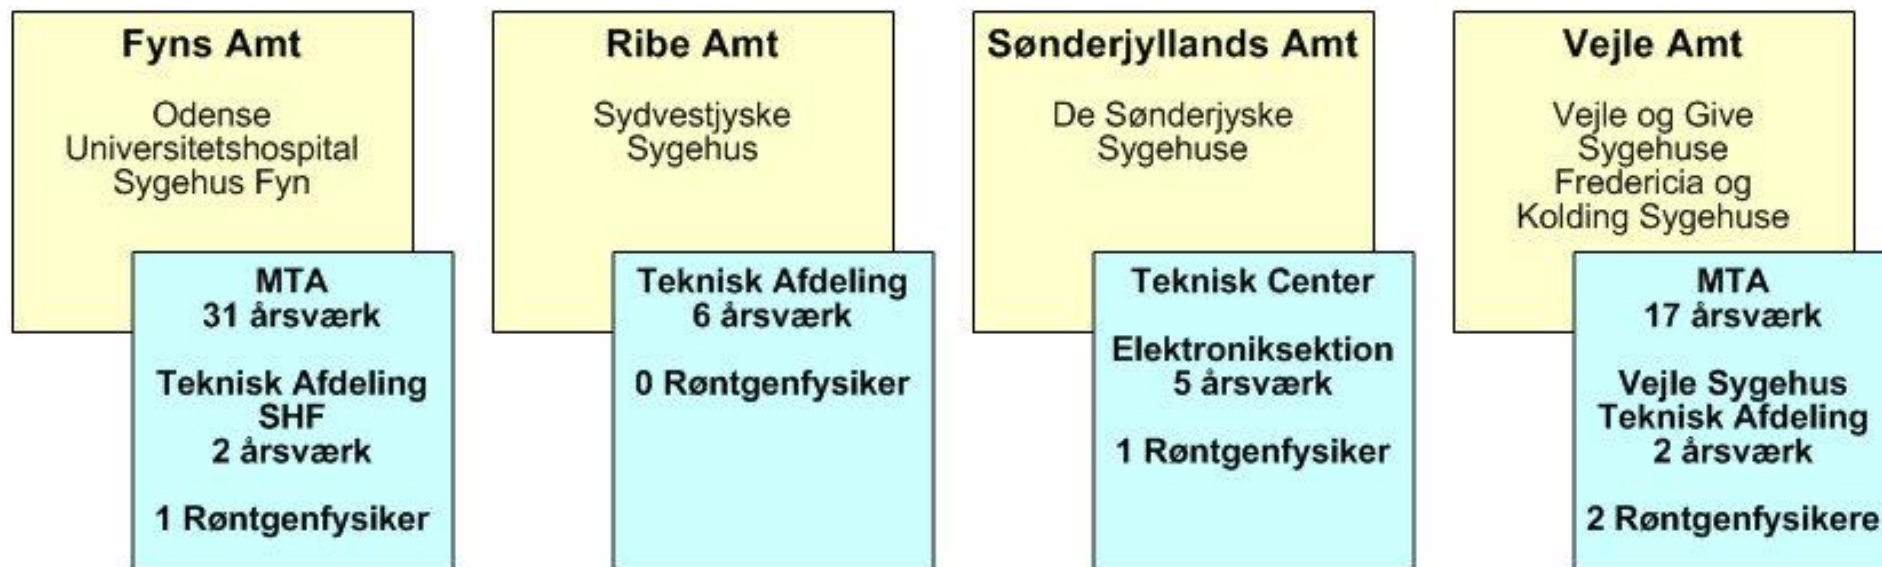 Fyns Amt
Odense
Universitetshospital
Sygehus Fyn
MTA
31 årsværk
Teknisk Afdeling
SHF
2 årsværk
1 Røntgenfysiker
Ribe Amt
Sydvestjyske
Sygehus
Teknisk Afdeling
6 årsværk
0 Røntgenfysiker
Sønderjyllands Amt
De Sønderjyske
Sygehuse
Teknisk Center
Elektroniksektion
5 årsværk
1 Røntgenfysiker
Vejle Amt
Vejle og Give
Sygehuse
Fredericia og
Kolding Sygehuse
MTA
17 årsværk
Vejle Sygehus
Teknisk Afdeling
2 årsværk
2 Røntgenfysikere